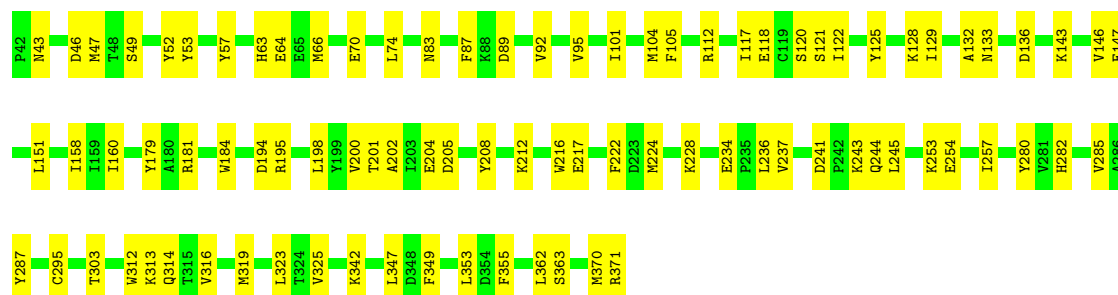 P42 N43 D46 M47 T48 S49 Y52 Y53 Y57 H63 E64 E65 M66 E70 L74 N83 F87 K88 D89 V92 V95 I101 M104 F105 R112 I117 E118 C119 S120 S121 I122 Y125 K128 I129 A132 N133 D136 K143 V146
L151 I158 I159 I160 Y179 A180 R181 W184 D194 R195 L198 Y199 V200 T201 A202 I203 E204 D205 Y208 K212 W216 E217 F222 D223 M224 K228 E234 P235 L236 V237 D241 P242 K243 Q244 L245 K253 E254 I257 Y280 V281 H282 V285
Y287 C295 T303 W312 K313 Q314 T315 V316 M319 L323 T324 V325 K342 L347 D348 F349 L353 D354 F355 L362 S363 M370 R371